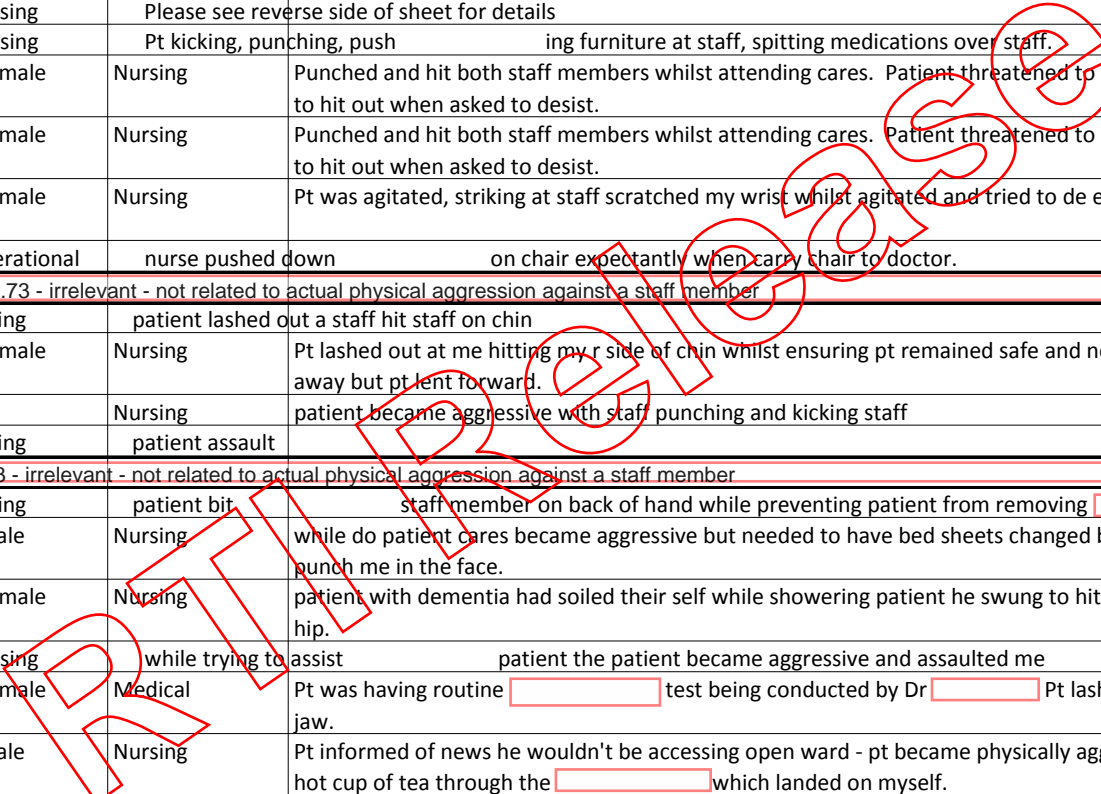 sing Please see reverse side of sheet for details
sing Pt kicking, punching, push ing furniture at staff, spitting medications over staff.
male Nursing Punched and hit both staff members whilst attending cares. Patient threatened to
to hit out when asked to desist.
male Nursing Punched and hit both staff members whilst attending cares. Patient threatened to
to hit out when asked to desist.
male Nursing Pt was agitated, striking at staff scratched my wrist whilst agitated and tried to de e
erational nurse pushed down on chair expectantly when carry chair to doctor.
.73 - irrelevant - not related to actual physical aggression against a staff member
ing patient lashed out a staff hit staff on chin
male Nursing Pt lashed out at me hitting my r side of chin whilst ensuring pt remained safe and n
away but pt lent forward.
Nursing patient became aggressive with staff punching and kicking staff
ing patient assault
3 - irrelevant - not related to actual physical aggression against a staff member
ing patient bit staff member on back of hand while preventing patient from removing
ale Nursing while do patient cares became aggressive but needed to have bed sheets changed b
punch me in the face.
male Nursing patient with dementia had soiled their self while showering patient he swung to hit
hip.
sing while trying to assist patient the patient became aggressive and assaulted me
male Medical Pt was having routine test being conducted by Dr Pt lash
jaw.
ale Nursing Pt informed of news he wouldn't be accessing open ward - pt became physically agg
hot cup of tea through the which landed on myself.
RTI Release